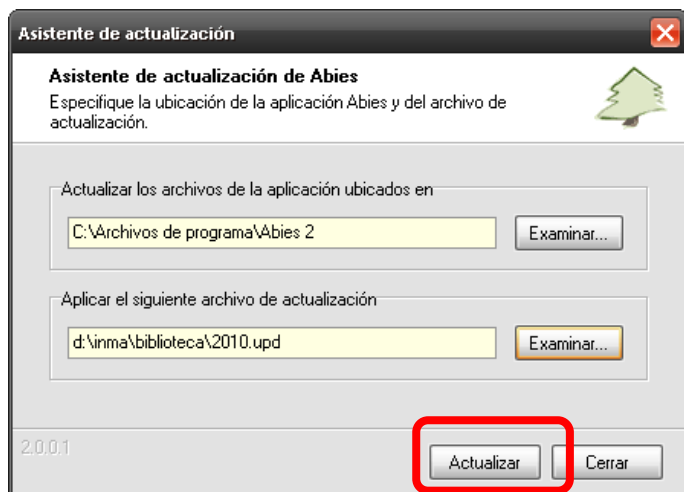 Asistente de actualización
Asistente de actualización de Abies
Especifique la ubicación de la aplicación Abies y del archivo de
actualización.
Actualizar los archivos de la aplicación ubicados en
C:\Archivos de programa\Abies 2
Examinar...
Aplicar el siguiente archivo de actualización
d:\inma\biblioteca\2010.upd
Examinar...
2.0.0.1
Actualizar
Cerrar